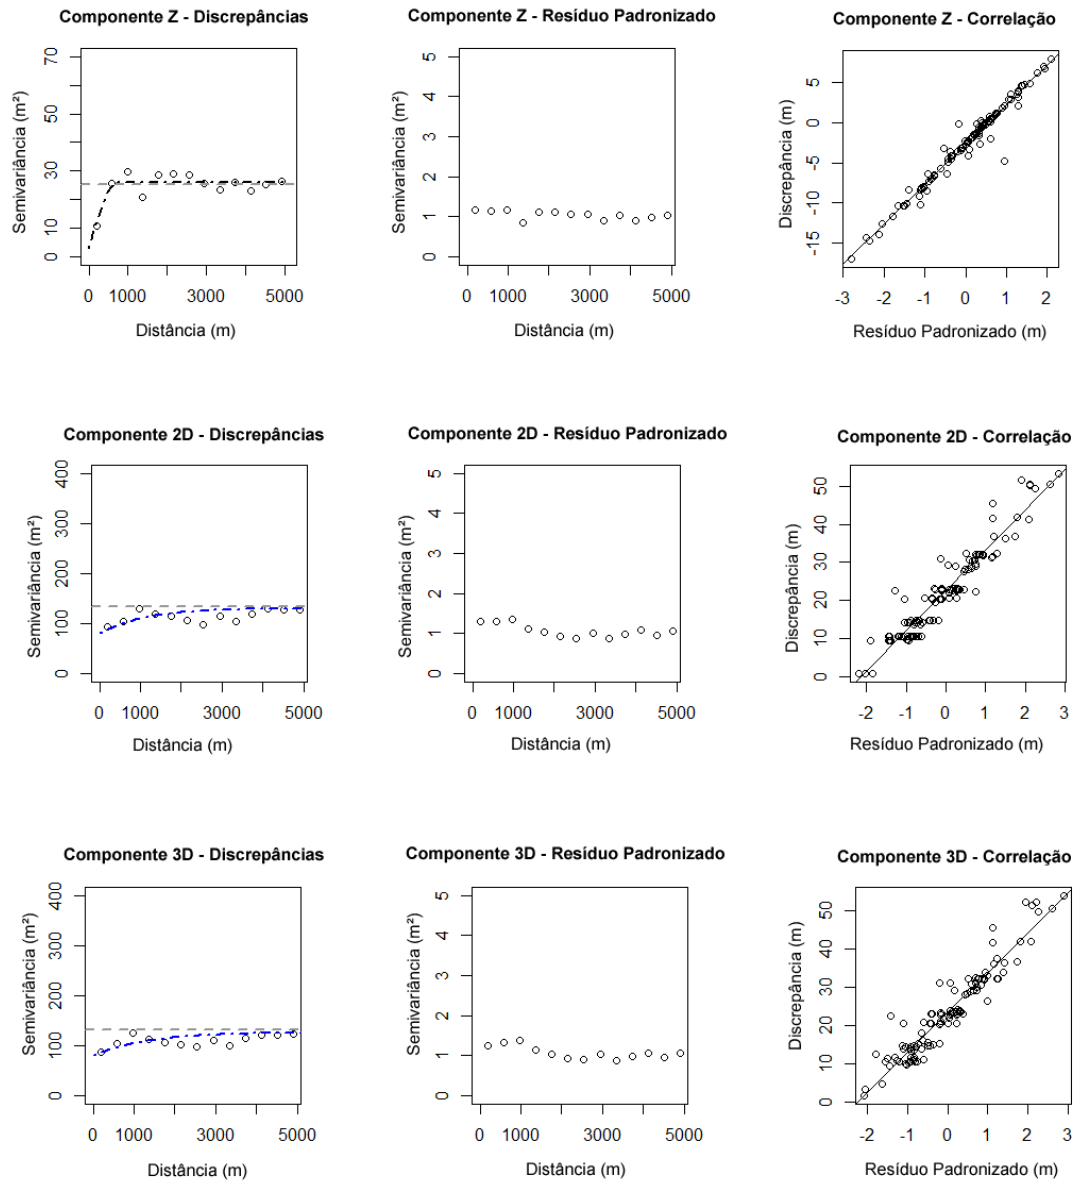 Componente Z - Discrepâncias
Semivariância (m²)
0 10 30 50 70
0 1000 3000 5000
Distância (m)
Componente Z - Resíduo Padronizado
Semivariância (m²)
0 1 2 3 4 5
0 1000 3000 5000
Distância (m)
Componente Z - Correlação
Discrepância (m)
-15 -10 -5 0 5
-3 -2 -1 0 1 2
Resíduo Padronizado (m)
Componente 2D - Discrepâncias
Semivariância (m²)
0 100 200 300 400
0 1000 3000 5000
Distância (m)
Componente 2D - Resíduo Padronizado
Semivariância (m²)
0 1 2 3 4 5
0 1000 3000 5000
Distância (m)
Componente 2D - Correlação
Discrepância (m)
0 10 20 30 40 50
-2 -1 0 1 2 3
Resíduo Padronizado (m)
Componente 3D - Discrepâncias
Semivariância (m²)
0 100 200 300 400
0 1000 3000 5000
Distância (m)
Componente 3D - Resíduo Padronizado
Semivariância (m²)
0 1 2 3 4 5
0 1000 3000 5000
Distância (m)
Componente 3D - Correlação
Discrepância (m)
0 10 20 30 40 50
-2 -1 0 1 2 3
Resíduo Padronizado (m)